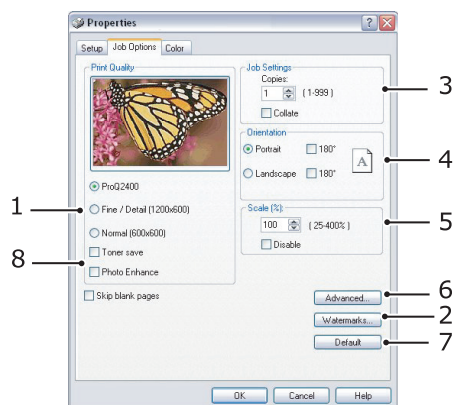 Properties
Setup Job Options Color
Print Quality
ProQ2400
Fine / Detail (1200x600)
Normal (600x600)
Toner save
Photo Enhance
Skip blank pages
Job Settings
Copies:
1 (1-999)
Collate
Orientation
Portrait 180°
Landscape 180°
A
Scale (%):
100 (25-400%)
Disable
Advanced...
Watermarks...
Default
OK Cancel Help
1
8
3
4
5
6
2
7